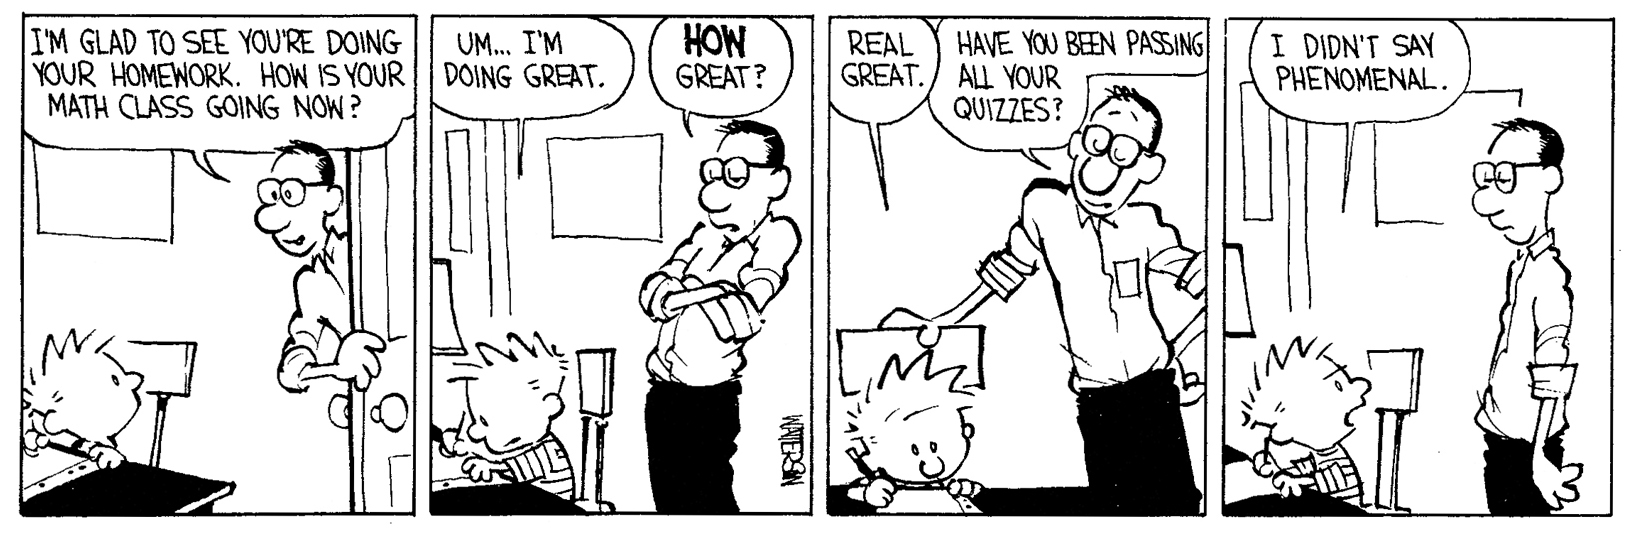 I'M GLAD TO SEE YOU'RE DOING
YOUR HOMEWORK. HOW IS YOUR
MATH CLASS GOING NOW?
UM... I'M
DOING GREAT.
HOW
GREAT?
WATTERSON
REAL
GREAT.
HAVE YOU BEEN PASSING
ALL YOUR
QUIZZES?
I DIDN'T SAY
PHENOMENAL.